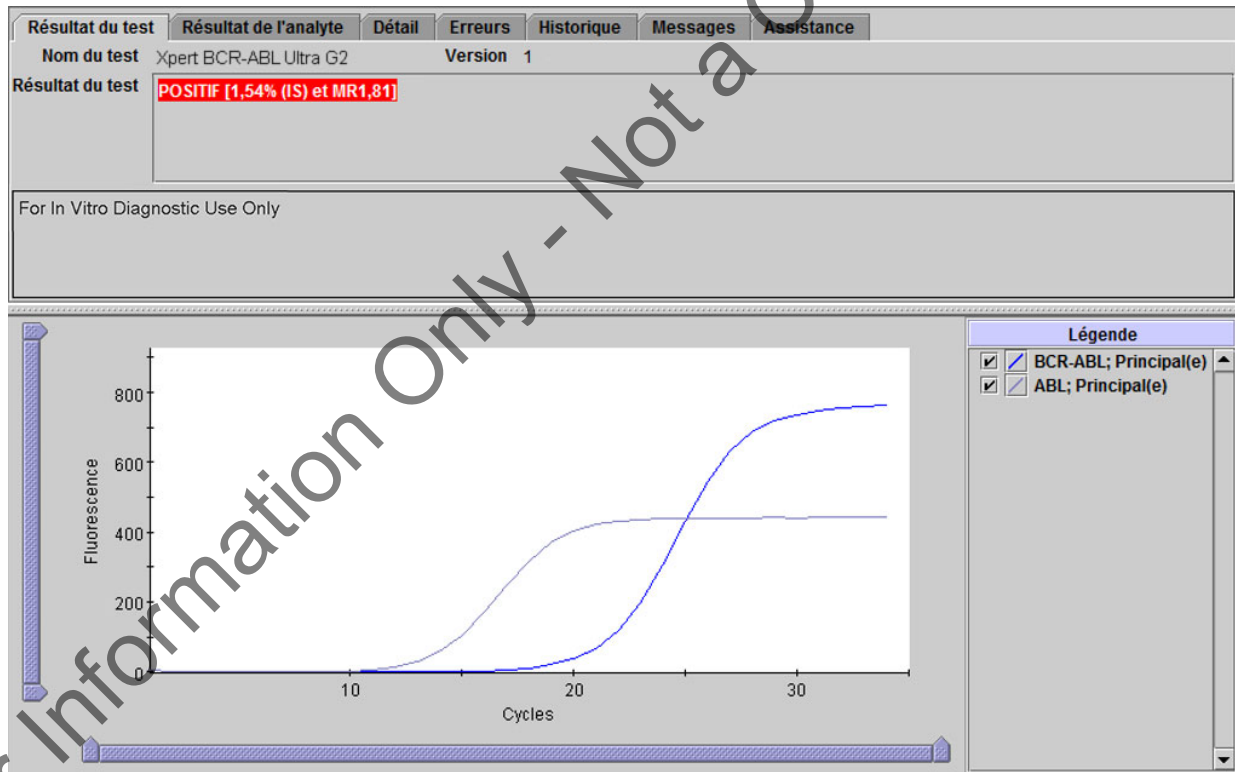 Résultat du test Résultat de l'analyte Détail Erreurs Historique Messages Assistance
Nom du test Xpert BCR-ABL Ultra G2 Version 1
Résultat du test POSITIF [1,54% (IS) et MR1,81]
For In Vitro Diagnostic Use Only
Légende
BCR-ABL; Principal(e)
ABL; Principal(e)
800
600
400
200
0
Fluorescence
10 20 30
Cycles
Information Only - Not a